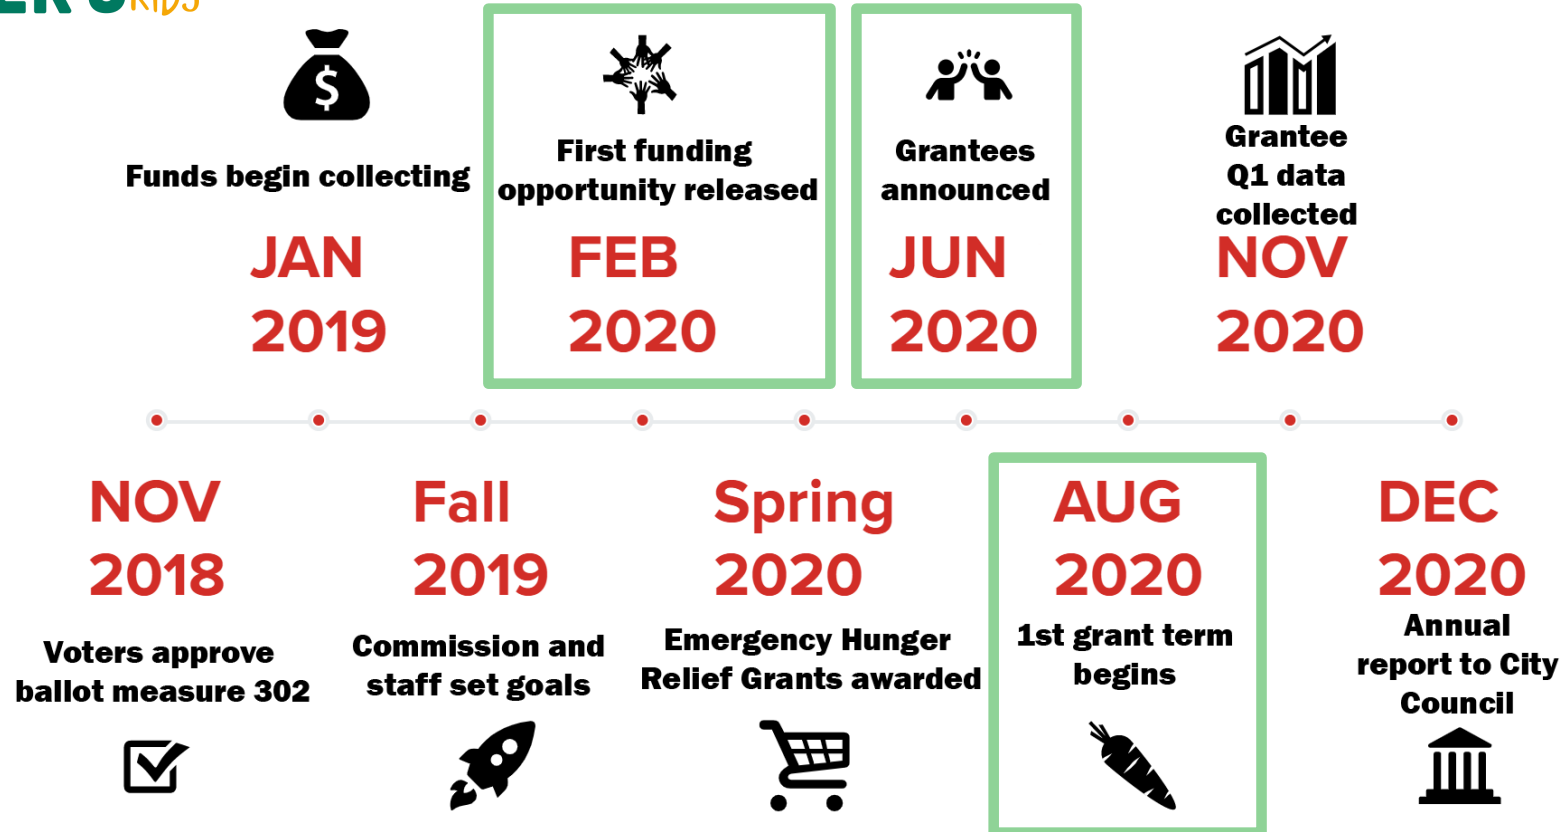 KIDS
$
Funds begin collecting
JAN
2019
First funding
opportunity released
FEB
2020
Grantees
announced
JUN
2020
Grantee
Q1 data
collected
NOV
2020
NOV
2018
Voters approve
ballot measure 302
Fall
2019
Commission and
staff set goals
Spring
2020
Emergency Hunger
Relief Grants awarded
AUG
2020
1st grant term
begins
DEC
2020
Annual
report to City
Council